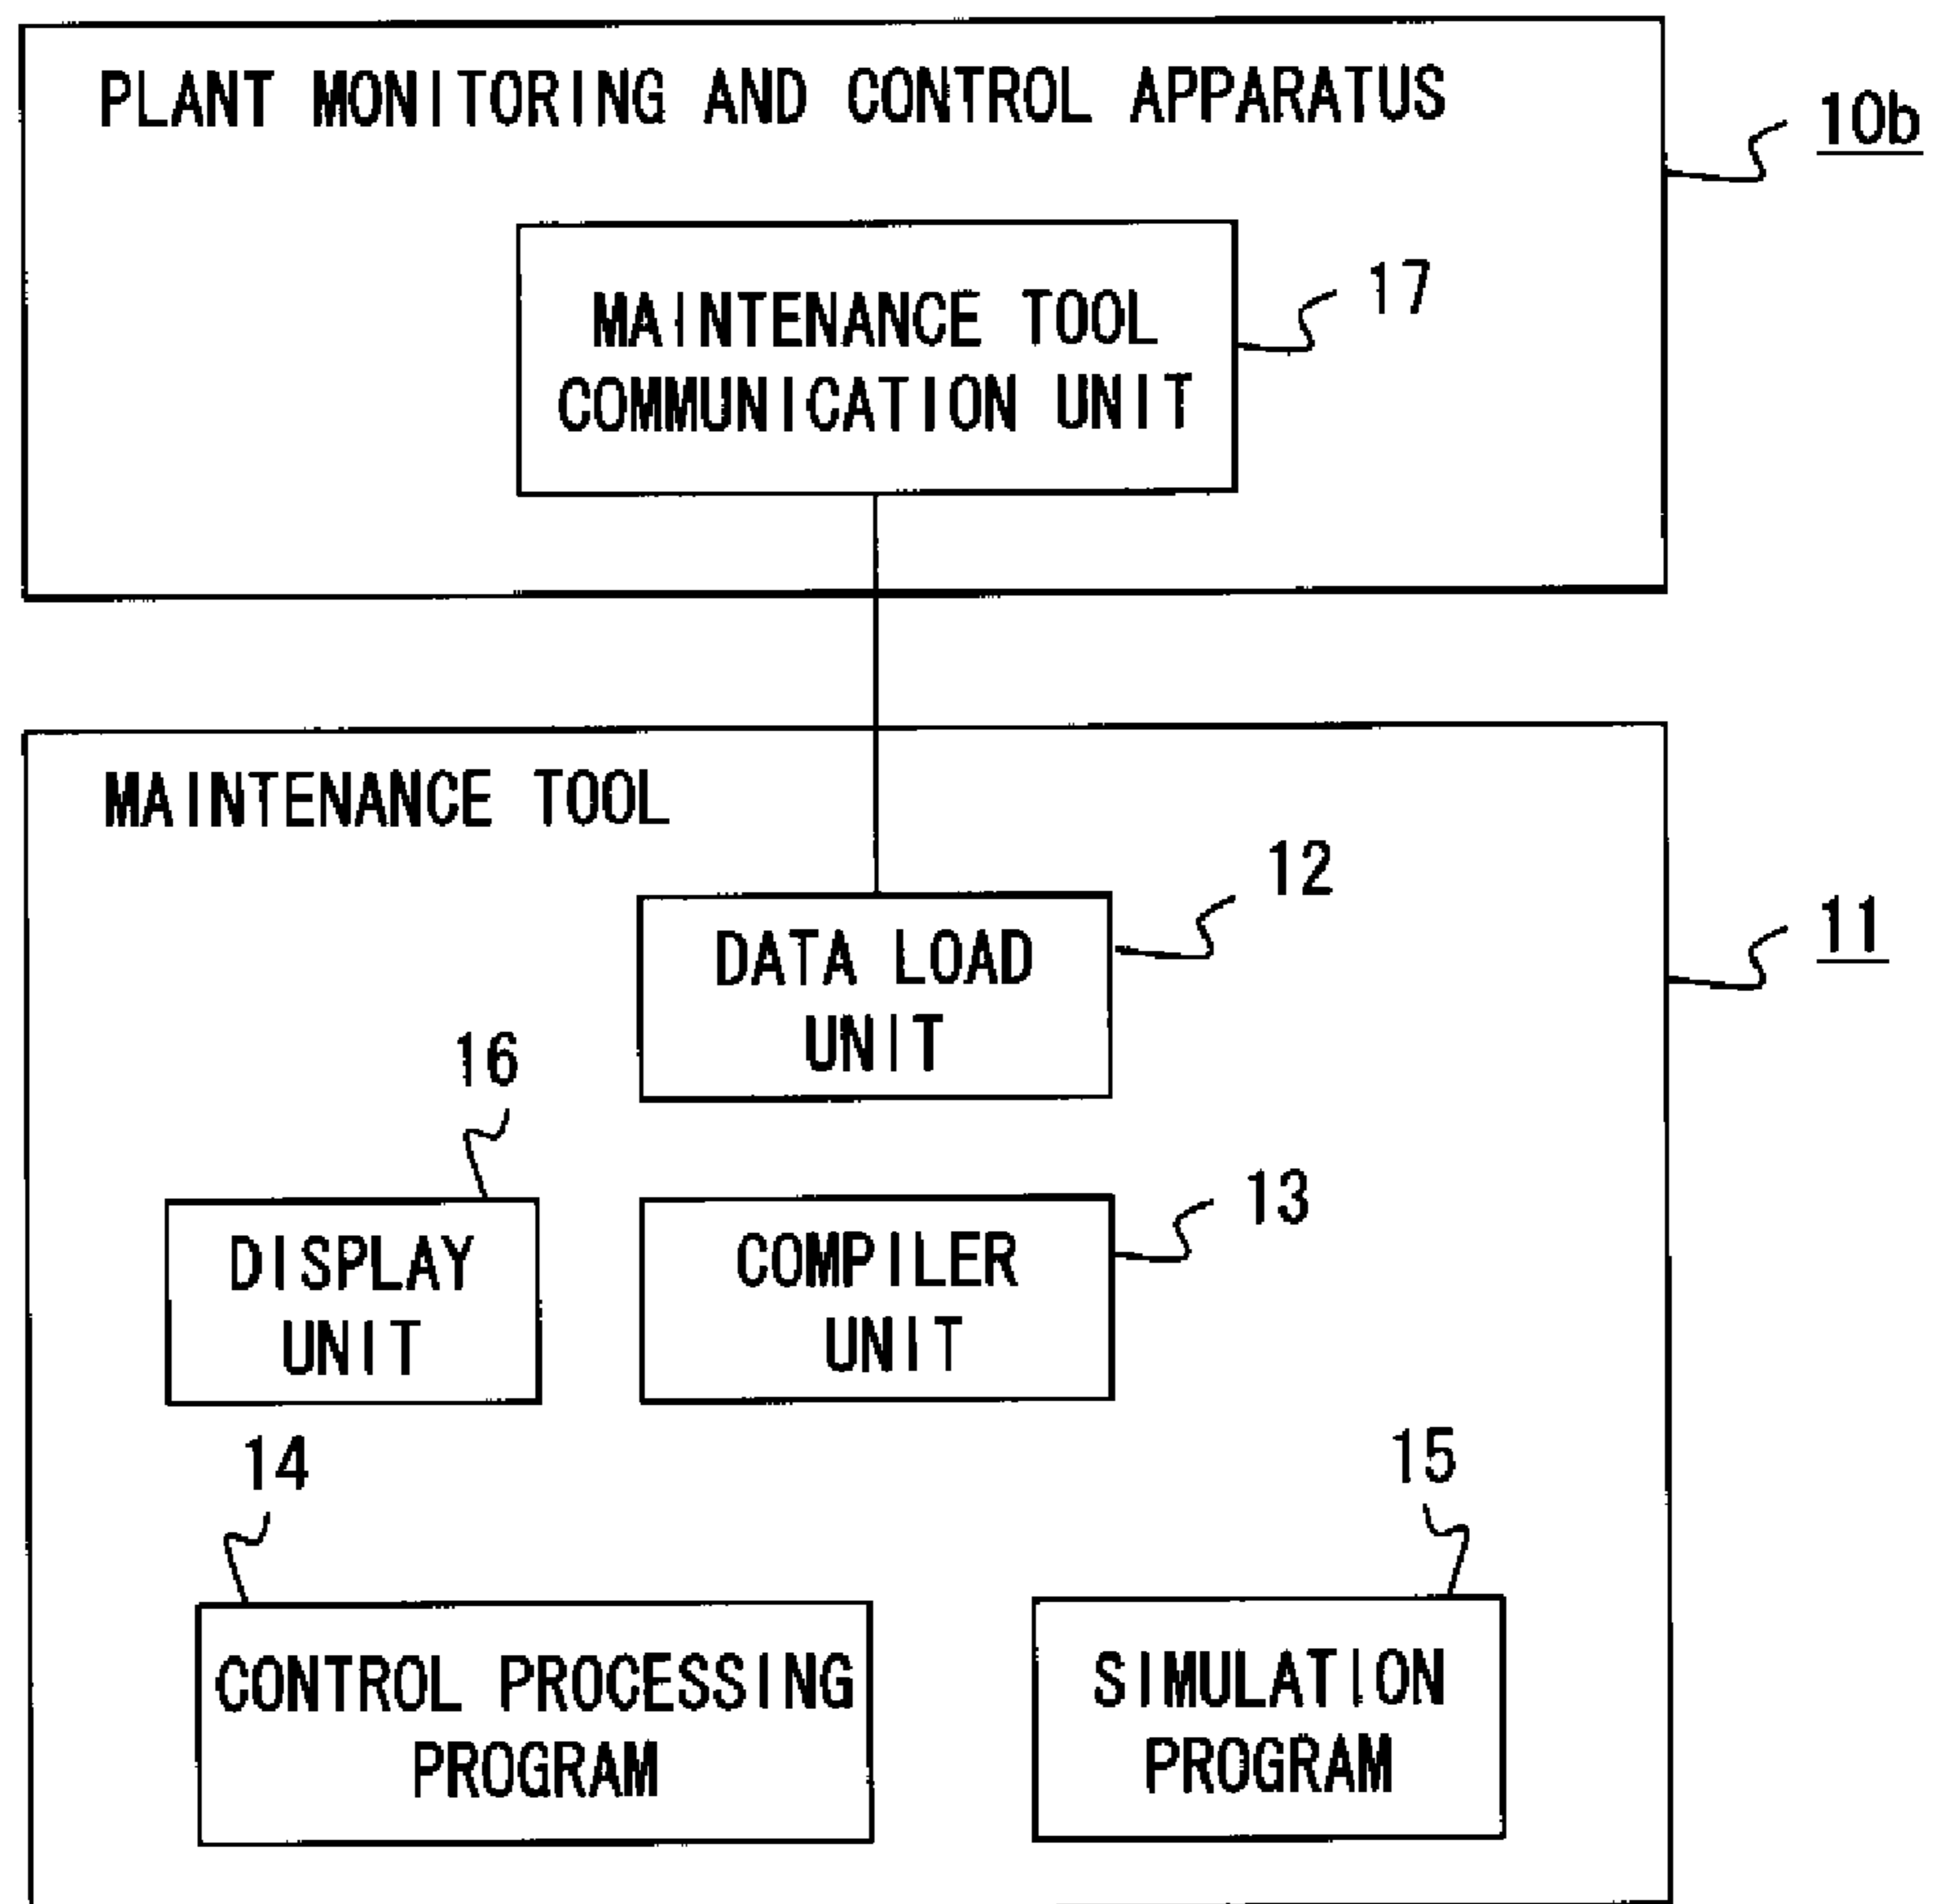 PLANT MONITORING AND CONTROL APPARATUS
10b
MAINTENANCE TOOL
COMMUNICATION UNIT
17
MAINTENANCE TOOL
11
12
DATA LOAD
UNIT
16
DISPLAY
UNIT
13
COMPILER
UNIT
14
CONTROL PROCESSING
PROGRAM
15
SIMULATION
PROGRAM